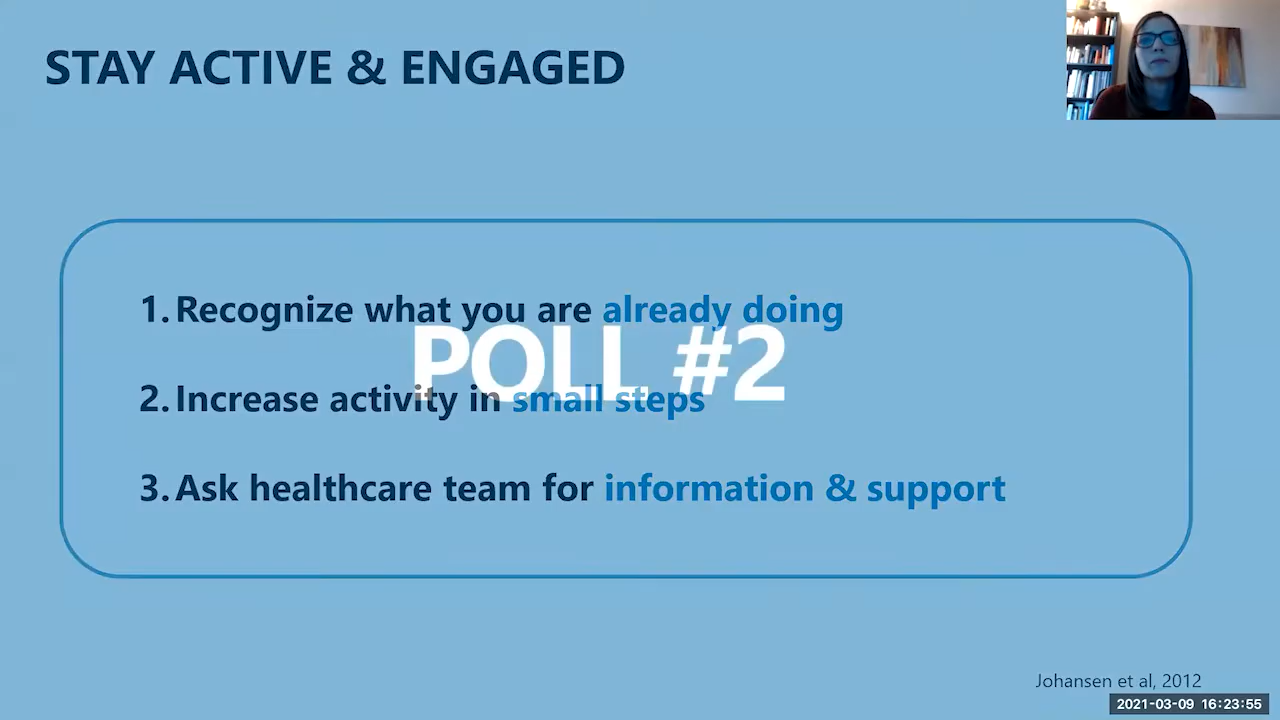 STAY ACTIVE & ENGAGED
1. Recognize what you are already doing
POLL #2
2. Increase activity in small steps
3. Ask healthcare team for information & support
Johansen et al, 2012
2021-03-09 16:23:55